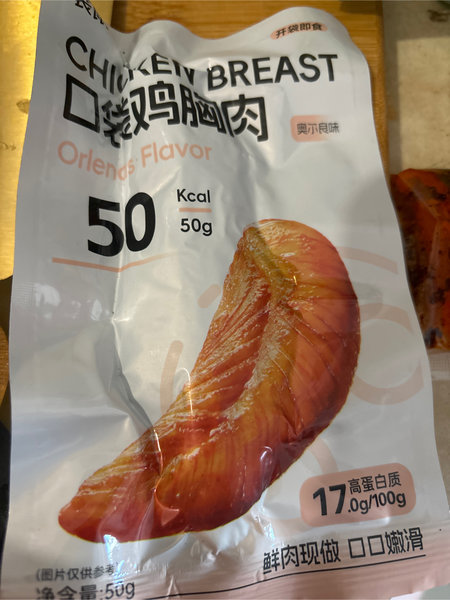 开袋即食
CHICKEN BREAST
口袋鸡胸肉
奥尔良味
Orleans Flavor
50 Kcal
50g
高蛋白质
17.0g/100g
鲜肉现做 口口嫩滑
(图片仅供参考)
净含量:50g